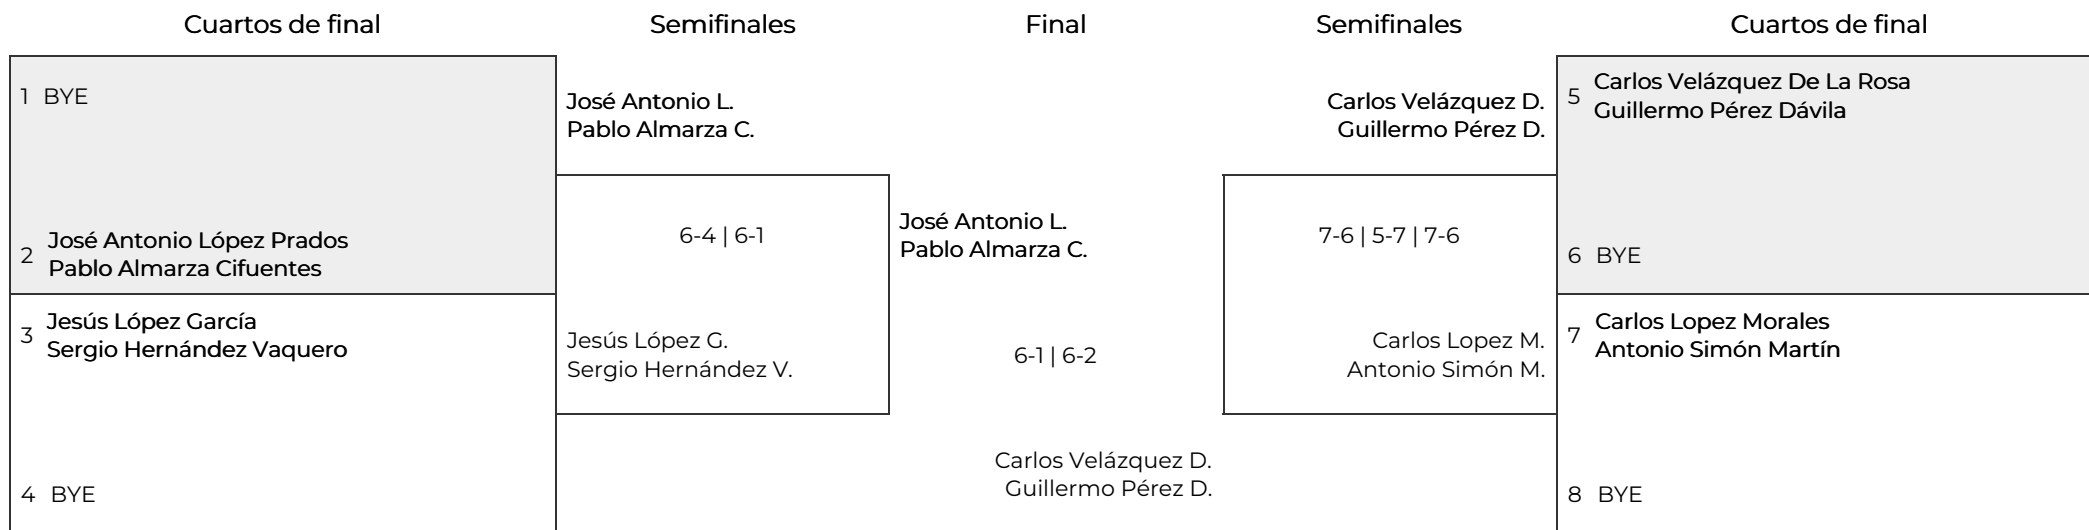 Cuartos de final
Semifinales
Final
Semifinales
Cuartos de final
1 BYE
José Antonio L.
Pablo Almarza C.
Carlos Velázquez D.
Guillermo Pérez D.
5 Carlos Velázquez De La Rosa
Guillermo Pérez Dávila
2 José Antonio López Prados
Pablo Almarza Cifuentes
6-4 | 6-1
José Antonio L.
Pablo Almarza C.
7-6 | 5-7 | 7-6
6 BYE
3 Jesús López García
Sergio Hernández Vaquero
Jesús López G.
Sergio Hernández V.
6-1 | 6-2
Carlos Lopez M.
Antonio Simón M.
7 Carlos Lopez Morales
Antonio Simón Martín
4 BYE
Carlos Velázquez D.
Guillermo Pérez D.
8 BYE